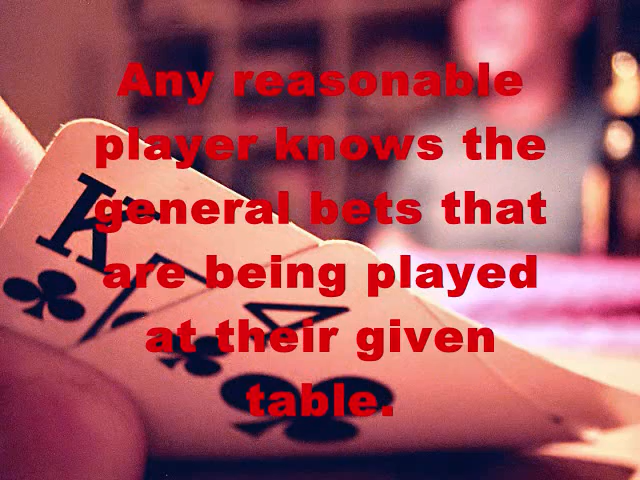 K
A
Any reasonable
player knows the
general bets that
are being played
at their given
table.